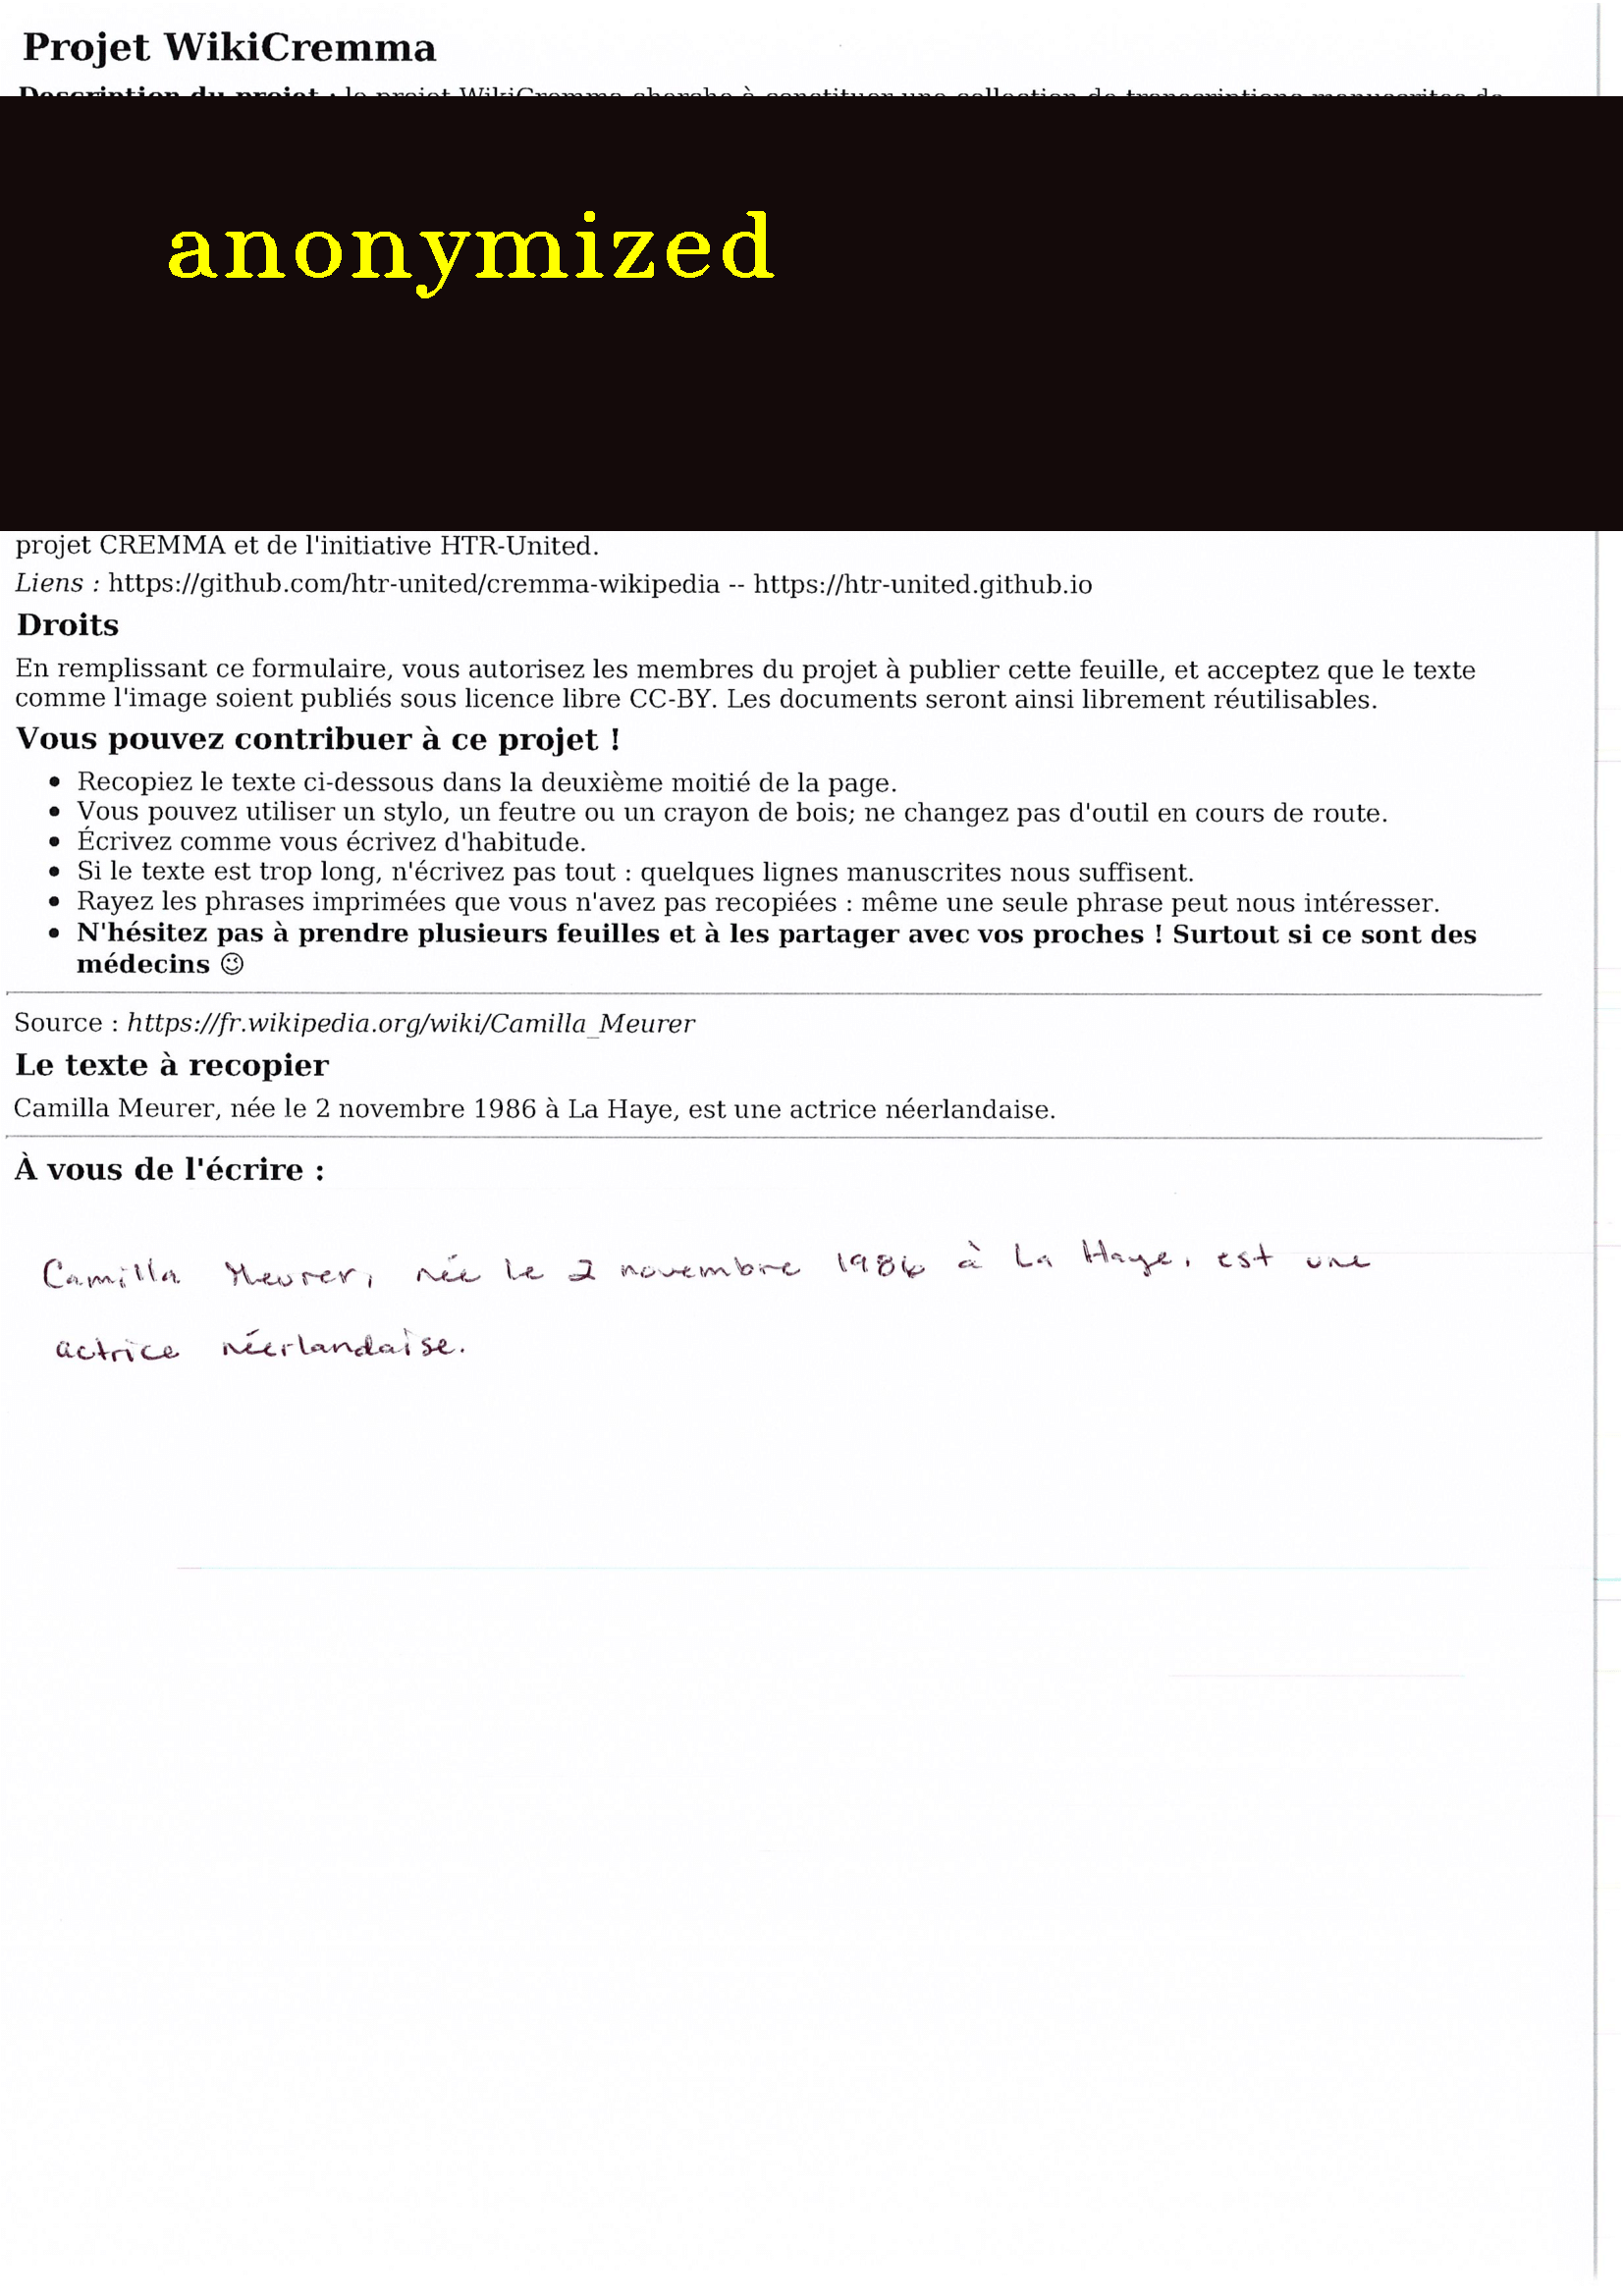 Projet WikiCremma
Description du projet : le projet WikiCremma cherche à constituer une collection de transcriptions manuscrites de
anonymized
projet CREMMA et de l'initiative HTR-United.
Liens : https://github.com/htr-united/cremma-wikipedia -- https://htr-united.github.io
Droits
En remplissant ce formulaire, vous autorisez les membres du projet à publier cette feuille, et acceptez que le texte
comme l'image soient publiés sous licence libre CC-BY. Les documents seront ainsi librement réutilisables.
Vous pouvez contribuer à ce projet !
• Recopiez le texte ci-dessous dans la deuxième moitié de la page.
• Vous pouvez utiliser un stylo, un feutre ou un crayon de bois; ne changez pas d'outil en cours de route.
• Écrivez comme vous écrivez d'habitude.
• Si le texte est trop long, n'écrivez pas tout : quelques lignes manuscrites nous suffisent.
• Rayez les phrases imprimées que vous n'avez pas recopiées : même une seule phrase peut nous intéresser.
• N'hésitez pas à prendre plusieurs feuilles et à les partager avec vos proches ! Surtout si ce sont des
médecins 😉
Source : https://fr.wikipedia.org/wiki/Camilla_Meurer
Le texte à recopier
Camilla Meurer, née le 2 novembre 1986 à La Haye, est une actrice néerlandaise.
À vous de l'écrire :
Camilla Meurer, née le 2 novembre 1986 à La Haye, est une
actrice néerlandaise.